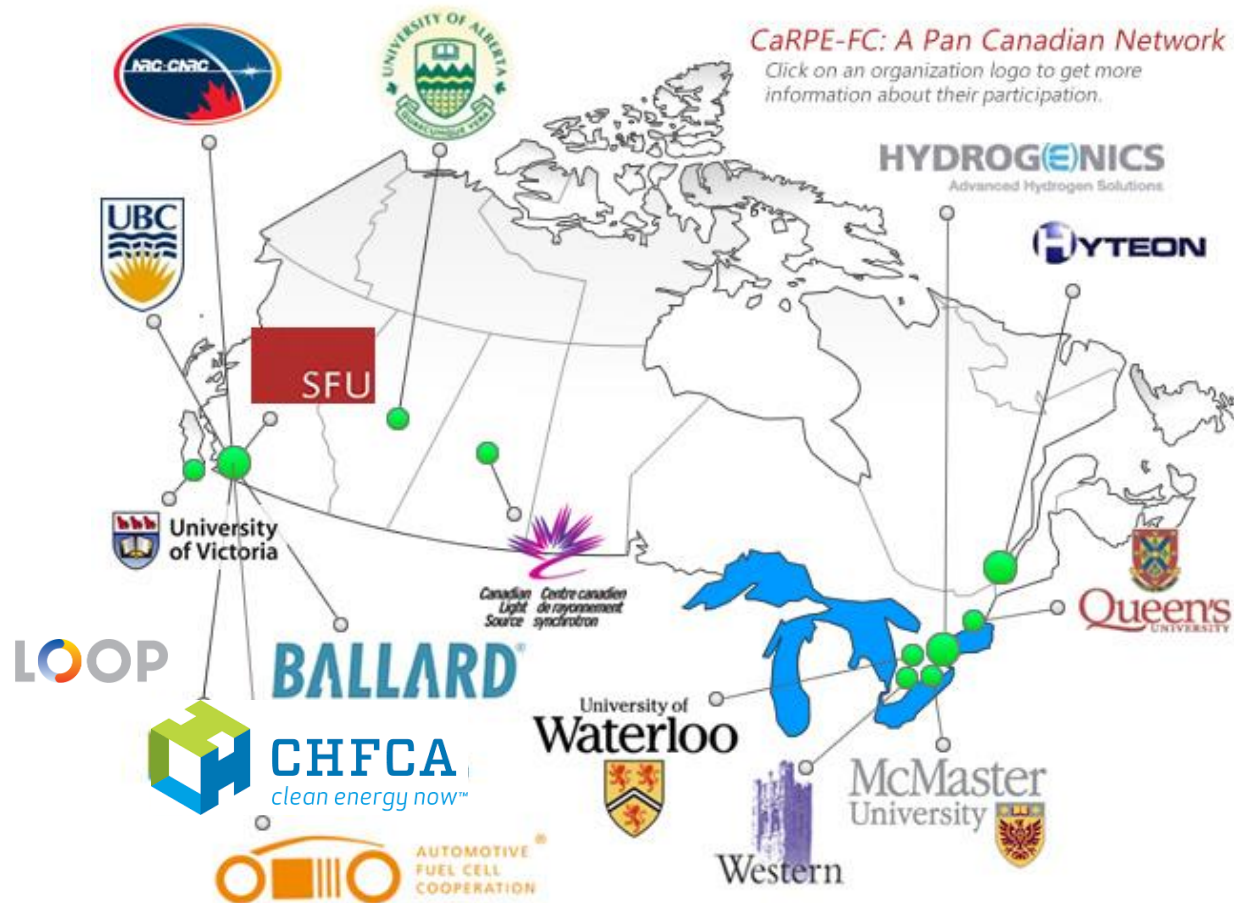 CaRPE-FC: A Pan Canadian Network
Click on an organization logo to get more
information about their participation.
NRC·CNRC
UNIVERSITY OF ALBERTA
QUAECUMQUE VERA
HYDROGENICS
Advanced Hydrogen Solutions
UBC
HYTEON
SFU
University
of Victoria
Canadian Centre canadien
Light de rayonnement
Source synchrotron
Queen's
UNIVERSITY
LOOP
BALLARD®
University of
Waterloo
CHFCA
clean energy now™
McMaster
University
Western
AUTOMOTIVE ®
FUEL CELL
COOPERATION